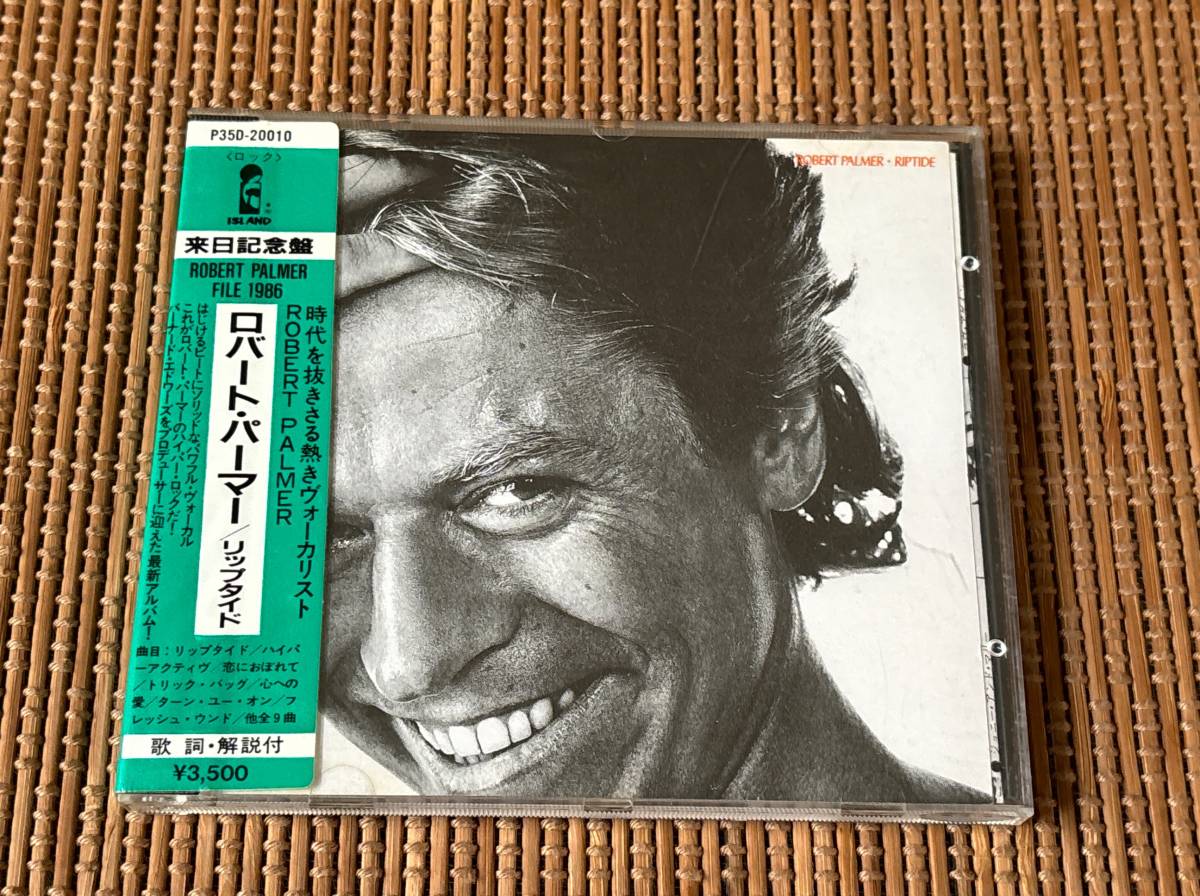 P35D-20010
〈ロック〉
ISLAND
来日記念盤
ROBERT PALMER
FILE 1986
時代を抜きさる熱きヴォーカリスト
ROBERT PALMER
ロバート・パーマー/リップタイド
はじけるビートにソリッドなパワフル・ヴォーカル
これがロバート・パーマーのハイパー・ロックだ!
バーナード・エドワーズをプロデューサーに迎えた最新アルバム!
曲目:リップタイド/ハイパ
ーアクティヴ/恋におぼれて
/トリック・バッグ/心への
愛/ターン・ユー・オン/フ
レッシュ・ウンド/他全9曲
歌詞・解説付
¥3,500
ROBERT PALMER・RIPTIDE